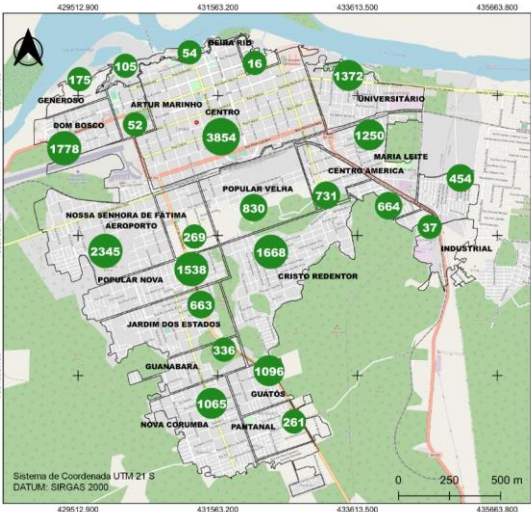 429512.900 431563.200 433613.500 435663.800
BEIRA RIO
54
105
16
175
1372
GENEROSO
ARTUR MARINHO
UNIVERSITÁRIO
CENTRO
DOM BOSCO
52
3854
1250
1778
MARIA LEITE
CENTRO AMERICA
454
POPULAR VELHA
731
664
830
NOSSA SENHORA DE FÁTIMA
AEROPORTO
37
269
2345
INDUSTRIAL
1668
1538
POPULAR NOVA
CRISTO REDENTOR
663
JARDIM DOS ESTADOS
336
GUANABARA
1096
GUATÓS
1065
NOVA CORUMBA
PANTANAL
261
Sistema de Coordenada UTM 21 S
DATUM: SIRGAS 2000
0 250 500 m
429512.900 431563.200 433613.500 435663.800